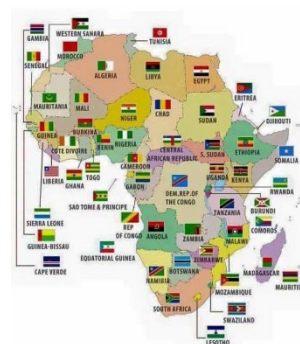 WESTERN SAHARA
GAMBIA
TUNISIA
MOROCCO
SENEGAL
ALGERIA
LIBYA
EGYPT
ERITREA
MAURITANIA
MALI
NIGER
CHAD
SUDAN
DJIBOUTI
GUINEA
BURKINA
COTE DIVOIRE
BENIN
NIGERIA
CENTRAL
AFRICAN REPUBLIC
S. SUDAN
ETHIOPIA
SOMALIA
LIBERIA
GHANA
TOGO
CAMEROON
GABON
UGANDA
KENYA
RWANDA
SAO TOME & PRINCIPE
DEM.REP.OF
THE CONGO
BURUNDI
TANZANIA
COMOROS
SIERRA LEONE
REP
OF CONGO
ANGOLA
ZAMBIA
MALAWI
GUINEA-BISSAU
EQUATORIAL GUINEA
CAPE VERDE
ZIMBABWE
MADAGASCAR
MAURITI
NAMIBIA
BOTSWANA
MOZAMBIQUE
SOUTH AFRICA
SWAZILAND
LESOTHO